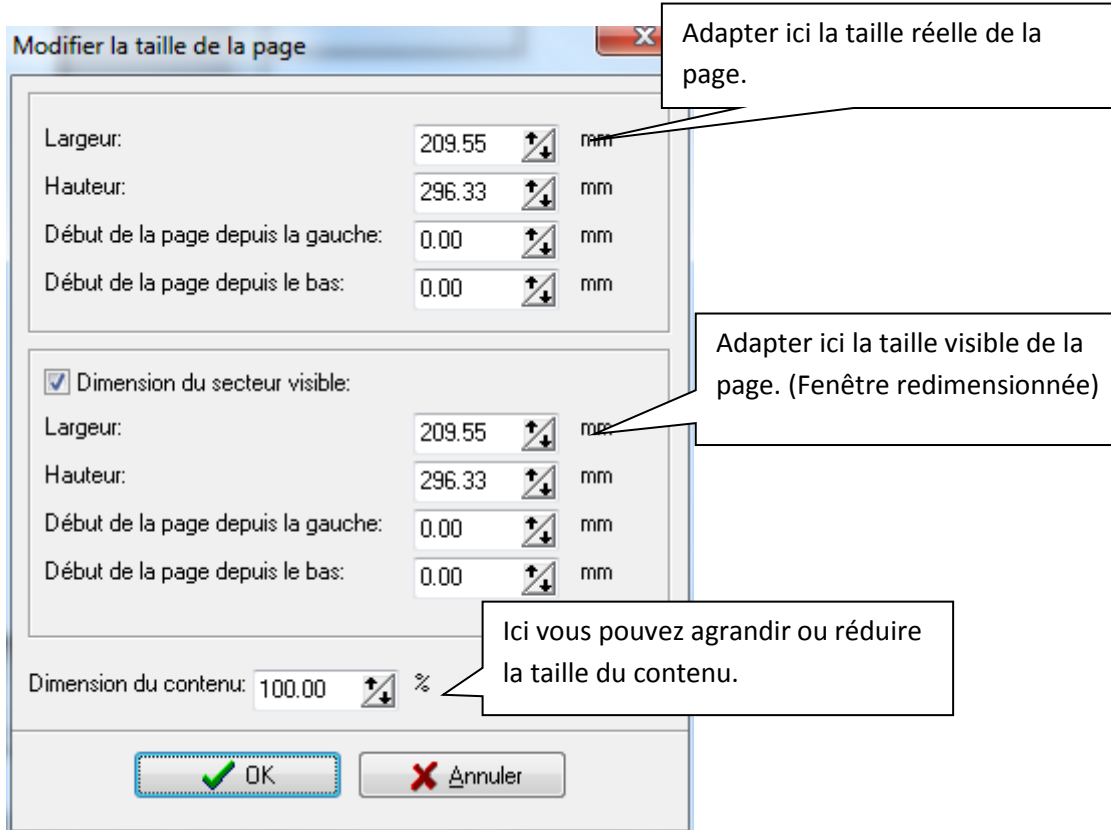 Modifier la taille de la page
Adapter ici la taille réelle de la
page.
Largeur: 209.55 mm
Hauteur: 296.33 mm
Début de la page depuis la gauche: 0.00 mm
Début de la page depuis le bas: 0.00 mm
Adapter ici la taille visible de la
page. (Fenêtre redimensionnée)
Dimension du secteur visible:
Largeur: 209.55 mm
Hauteur: 296.33 mm
Début de la page depuis la gauche: 0.00 mm
Début de la page depuis le bas: 0.00 mm
Ici vous pouvez agrandir ou réduire
la taille du contenu.
Dimension du contenu: 100.00 %
OK Annuler